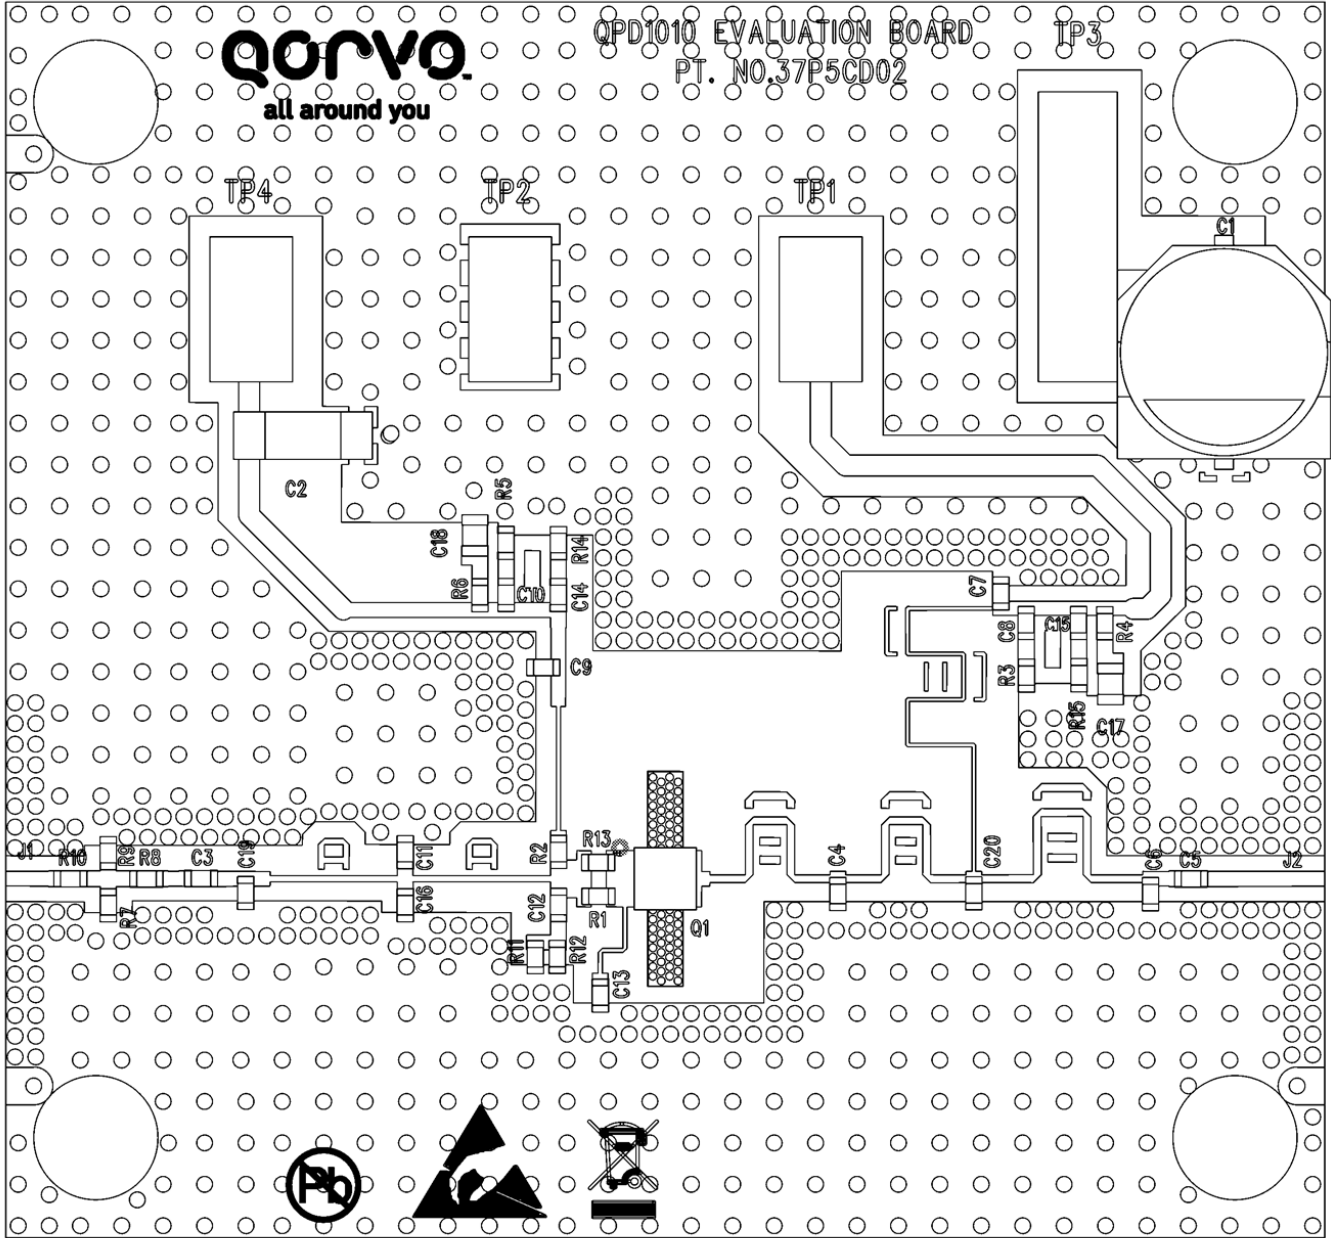 QORVO
all around you
QPD1010 EVALUATION BOARD
PT. NO.37P5CD02
TP3
TP4
TP2
TP1
C1
C2
R5
C18
R14
R6
C10
C14
C7
C8
C15
R4
C9
R3
R15
C17
J1
R10
R9
R8
C3
C19
C11
R2
R13
C4
C20
C6
C5
J2
R7
C16
C12
R1
Q1
R11
R12
C13
Pb